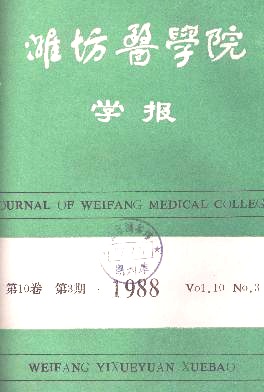 潍坊醫學院
学报
OURNAL OF WEIFANG MEDICAL COLLEG
第10卷 第3期 · 1988 Vol.10 No.3
WEIFANG YIXUEYUAN XUEBAO